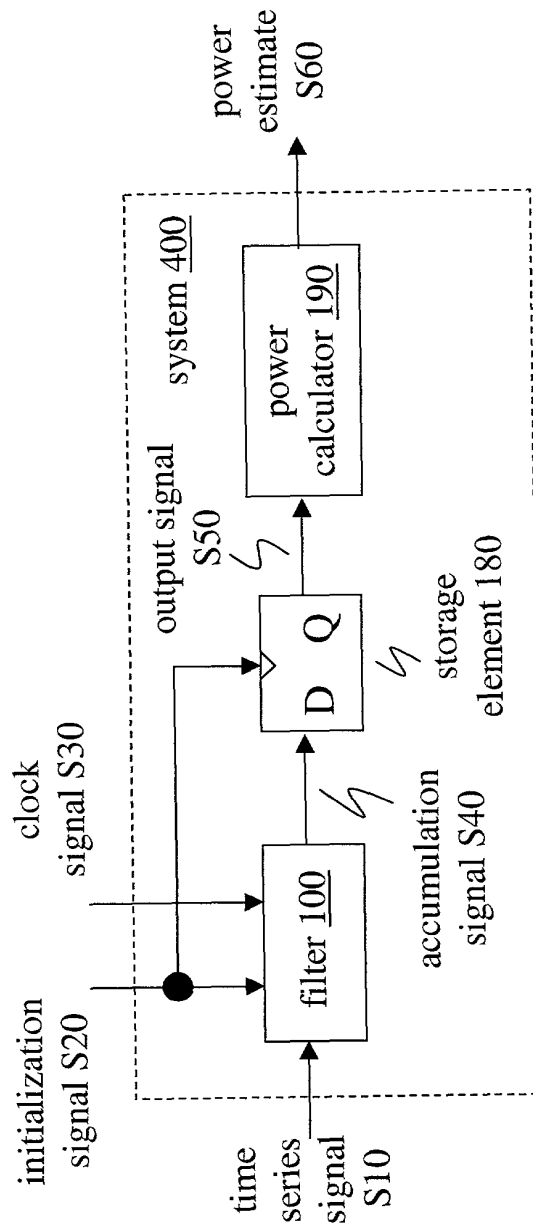 initialization
signal S20
clock
signal S30
time
series
signal
S10
filter 100
accumulation
signal S40
D Q
storage
element 180
output signal
S50
system 400
power
calculator 190
power
estimate
S60